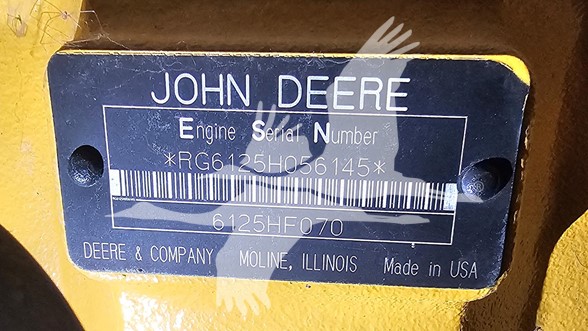 JOHN DEERE
Engine Serial Number
*RG6125H056145*
6125HF070
DEERE & COMPANY MOLINE, ILLINOIS Made in USA